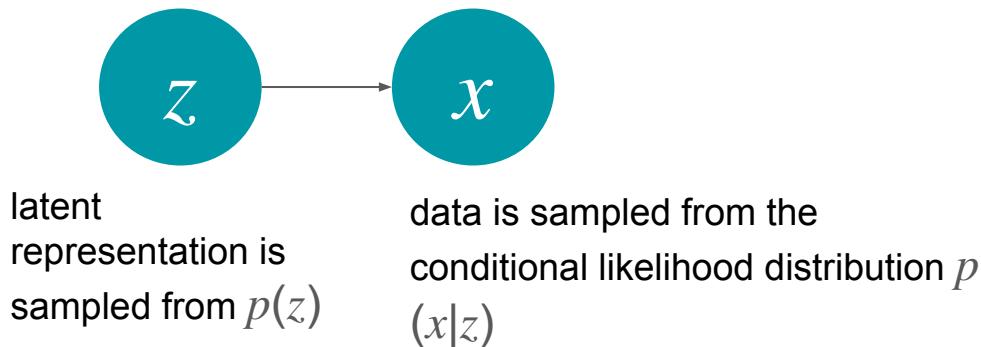 z
x
latent
representation is
sampled from p(z)
data is sampled from the
conditional likelihood distribution p
(x|z)